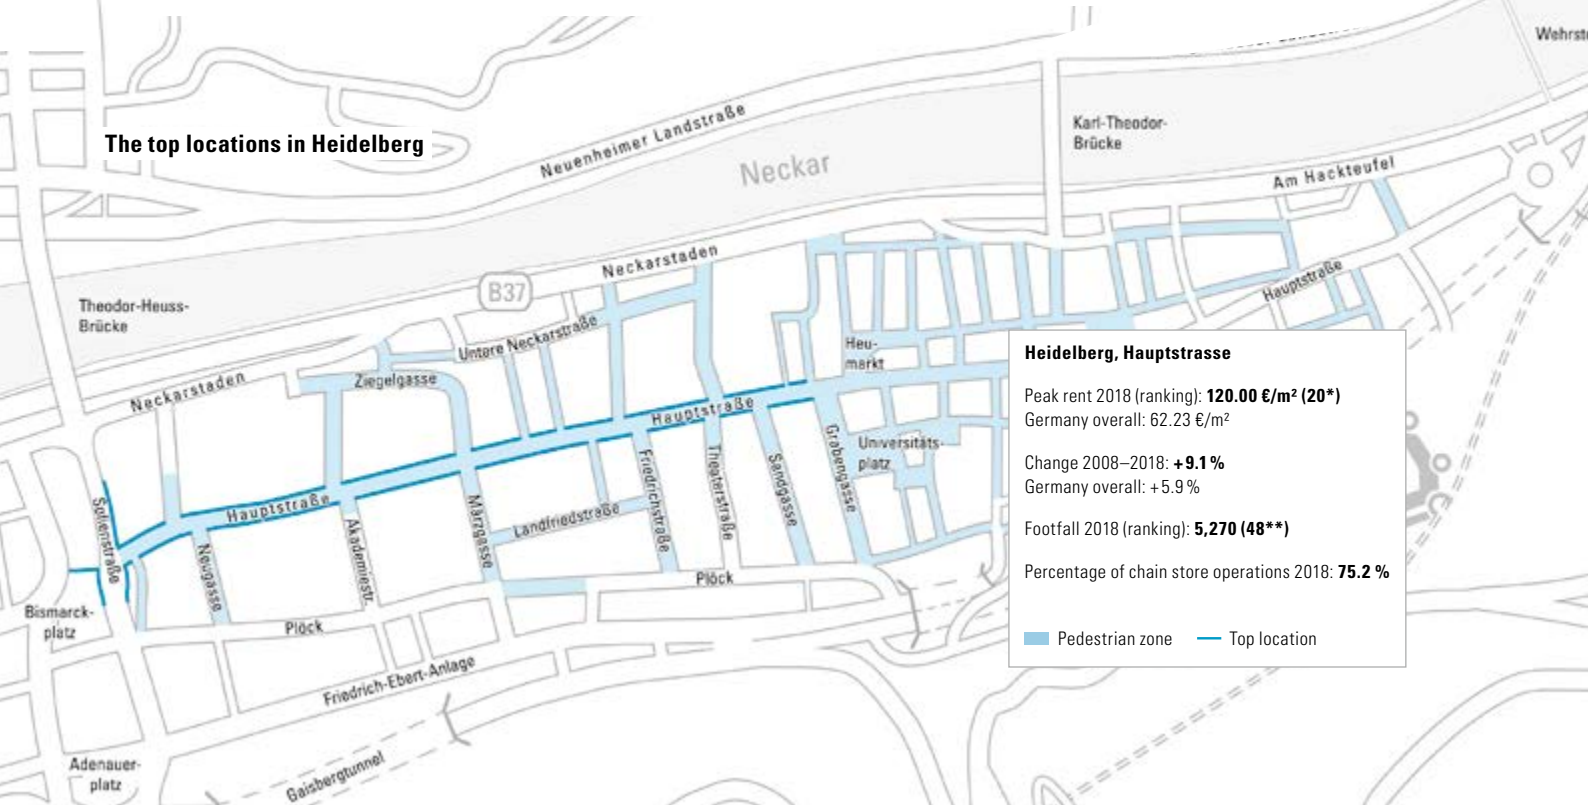 Wehrst
The top locations in Heidelberg
Neuenheimer Landstraße
Neckar
Karl-Theodor-
Brücke
Am Hackteufel
Neckarstaden
B37
Hauptstraße
Theodor-Heuss-
Brücke
Untere Neckarstraße
Heu-
markt
Neckarstaden
Ziegelgasse
Hauptstraße
Universitäts-
platz
Grabengasse
Sandgasse
Theaterstraße
Friedrichstraße
Landfriedstraße
Märzgasse
Hauptstraße
Akademiestr.
Neugasse
Sofienstraße
Plöck
Bismarck-
platz
Plöck
Friedrich-Ebert-Anlage
Adenauer-
platz
Gaisbergtunnel
Heidelberg, Hauptstrasse
Peak rent 2018 (ranking): 120.00 €/m² (20*)
Germany overall: 62.23 €/m²
Change 2008–2018: +9.1 %
Germany overall: +5.9 %
Footfall 2018 (ranking): 5,270 (48**)
Percentage of chain store operations 2018: 75.2 %
Pedestrian zone
Top location